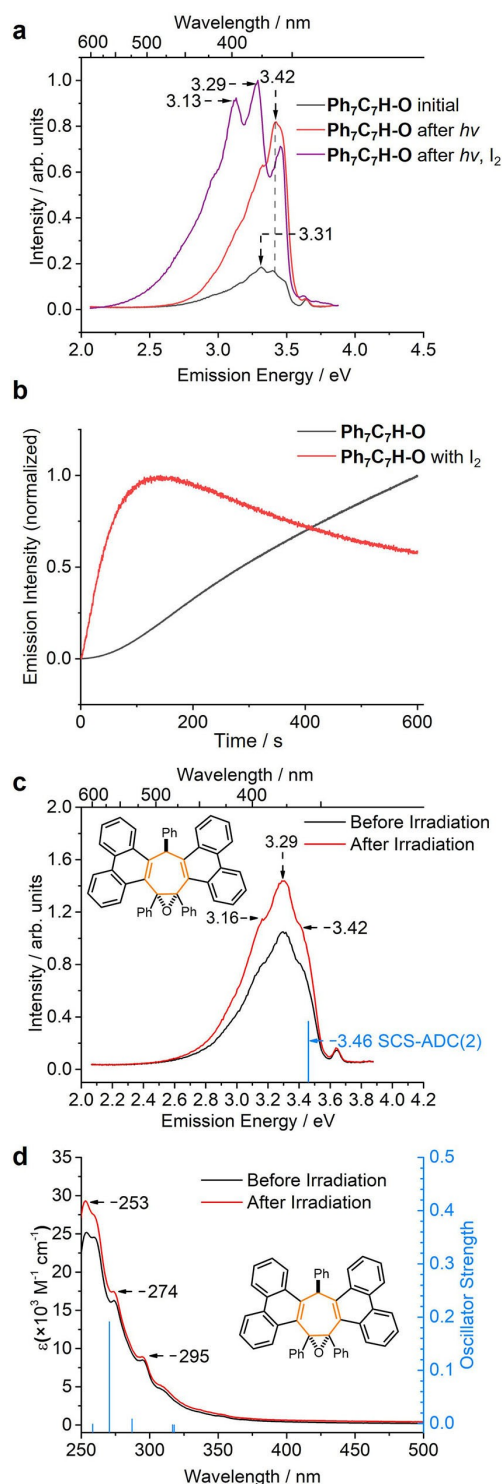 a
Wavelength / nm
600 500 400 300
3.29
3.42
3.13
Ph₇C₇H-O initial
Ph₇C₇H-O after hv
Ph₇C₇H-O after hv, I₂
3.31
Intensity / arb. units
1.0
0.8
0.6
0.4
0.2
0.0
2.0 2.5 3.0 3.5 4.0 4.5
Emission Energy / eV
b
Ph₇C₇H-O
Ph₇C₇H-O with I₂
Emission Intensity (normalized)
1.0
0.5
0.0
0 200 400 600
Time / s
c
Wavelength / nm
600 500 400 300
Before Irradiation
After Irradiation
3.29
3.16
3.42
3.46 SCS-ADC(2)
Ph
Ph O Ph
Intensity / arb. units
2.0
1.6
1.2
0.8
0.4
0.0
2.0 2.2 2.4 2.6 2.8 3.0 3.2 3.4 3.6 3.8 4.0 4.2
Emission Energy / eV
d
Before Irradiation
After Irradiation
253
274
295
Ph
Ph O Ph
ε(×10³ M⁻¹ cm⁻¹)
35
30
25
20
15
10
5
0
Oscillator Strength
0.5
0.4
0.3
0.2
0.1
0.0
250 300 350 400 450 500
Wavelength / nm